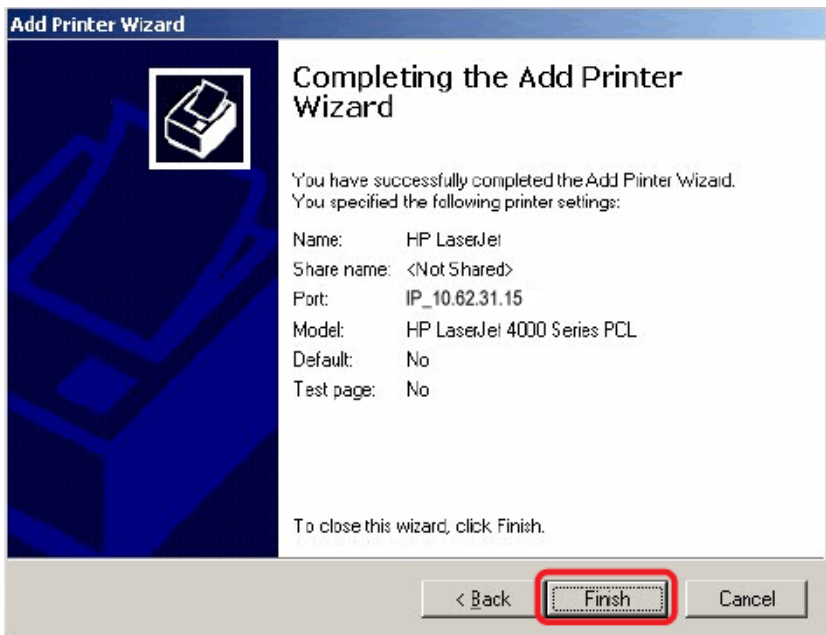 Add Printer Wizard
Completing the Add Printer
Wizard
You have successfully completed the Add Printer Wizard.
You specified the following printer settings:
Name: HP LaserJet
Share name: <Not Shared>
Port: IP_10.62.31.15
Model: HP LaserJet 4000 Series PCL
Default: No
Test page: No
To close this wizard, click Finish.
< Back Finish Cancel